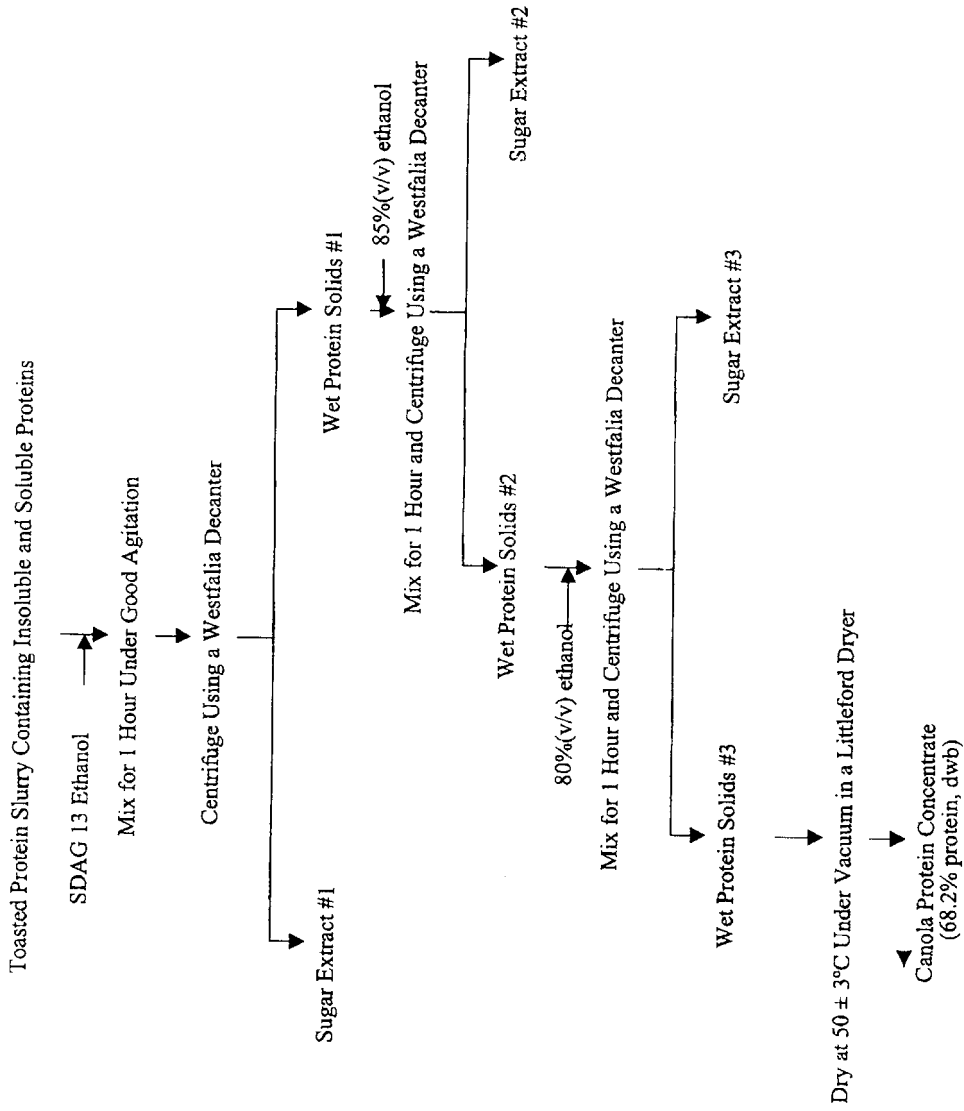 Toasted Protein Slurry Containing Insoluble and Soluble Proteins
SDAG 13 Ethanol
Mix for 1 Hour Under Good Agitation
Centrifuge Using a Westfalia Decanter
Sugar Extract #1
Wet Protein Solids #1
85%(v/v) ethanol
Mix for 1 Hour and Centrifuge Using a Westfalia Decanter
Wet Protein Solids #2
Sugar Extract #2
80%(v/v) ethanol
Mix for 1 Hour and Centrifuge Using a Westfalia Decanter
Wet Protein Solids #3
Sugar Extract #3
Dry at 50 ± 3°C Under Vacuum in a Littleford Dryer
Canola Protein Concentrate
(68.2% protein, dwb)